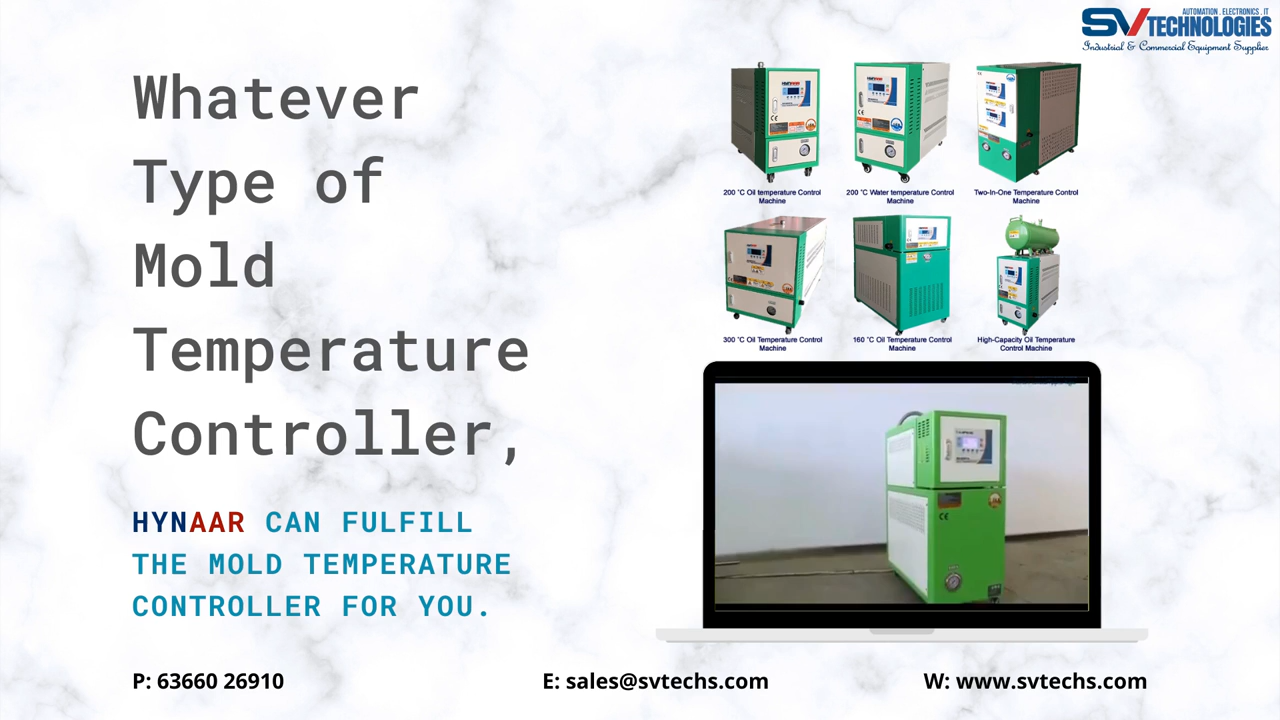 SV TECHNOLOGIES
AUTOMATION . ELECTRONICS . IT
Industrial & Commercial Equipment Supplier
Whatever
Type of
Mold
Temperature
Controller,
HYNAAR CAN FULFILL
THE MOLD TEMPERATURE
CONTROLLER FOR YOU.
200 °C Oil temperature Control
Machine
200 °C Water temperature Control
Machine
Two-In-One Temperature Control
Machine
300 °C Oil Temperature Control
Machine
160 °C Oil Temperature Control
Machine
High-Capacity Oil Temperature
Control Machine
CE
P: 63660 26910
E: sales@svtechs.com
W: www.svtechs.com